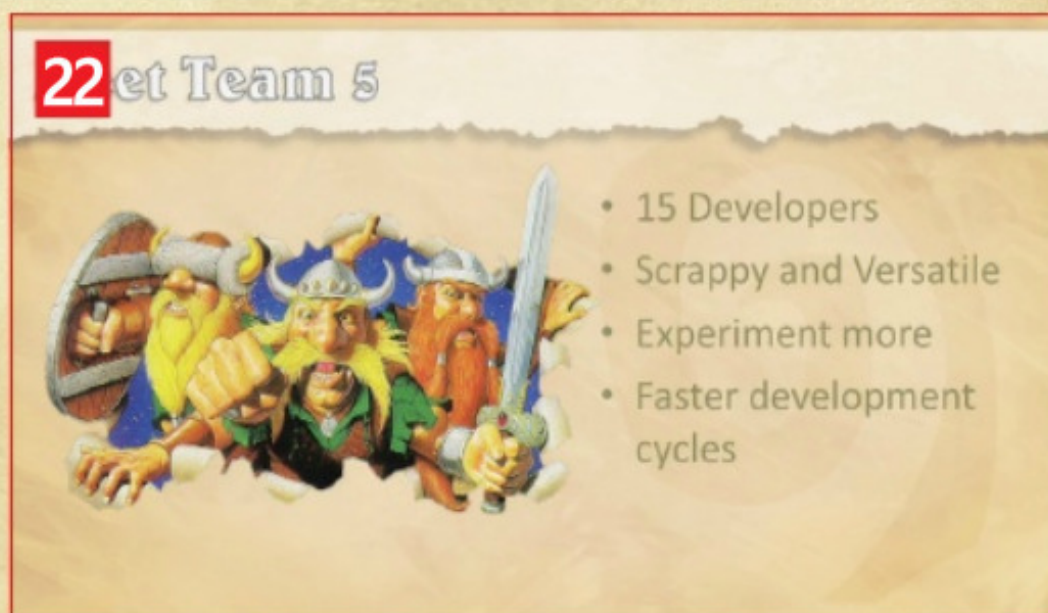 22et Team 5
• 15 Developers
• Scrappy and Versatile
• Experiment more
• Faster development
cycles